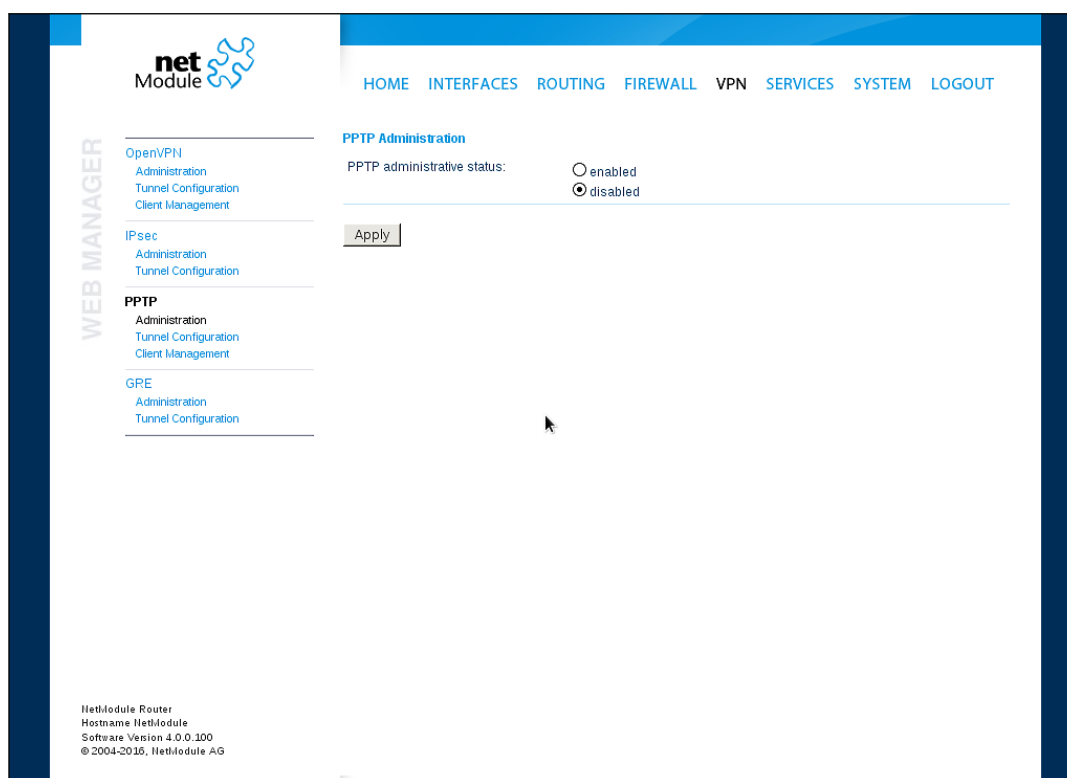 net
Module
HOME INTERFACES ROUTING FIREWALL VPN SERVICES SYSTEM LOGOUT
WEB MANAGER
OpenVPN
Administration
Tunnel Configuration
Client Management
IPsec
Administration
Tunnel Configuration
PPTP
Administration
Tunnel Configuration
Client Management
GRE
Administration
Tunnel Configuration
PPTP Administration
PPTP administrative status:
enabled
disabled
Apply
NetModule Router
Hostname NetModule
Software Version 4.0.0.100
© 2004-2016, NetModule AG